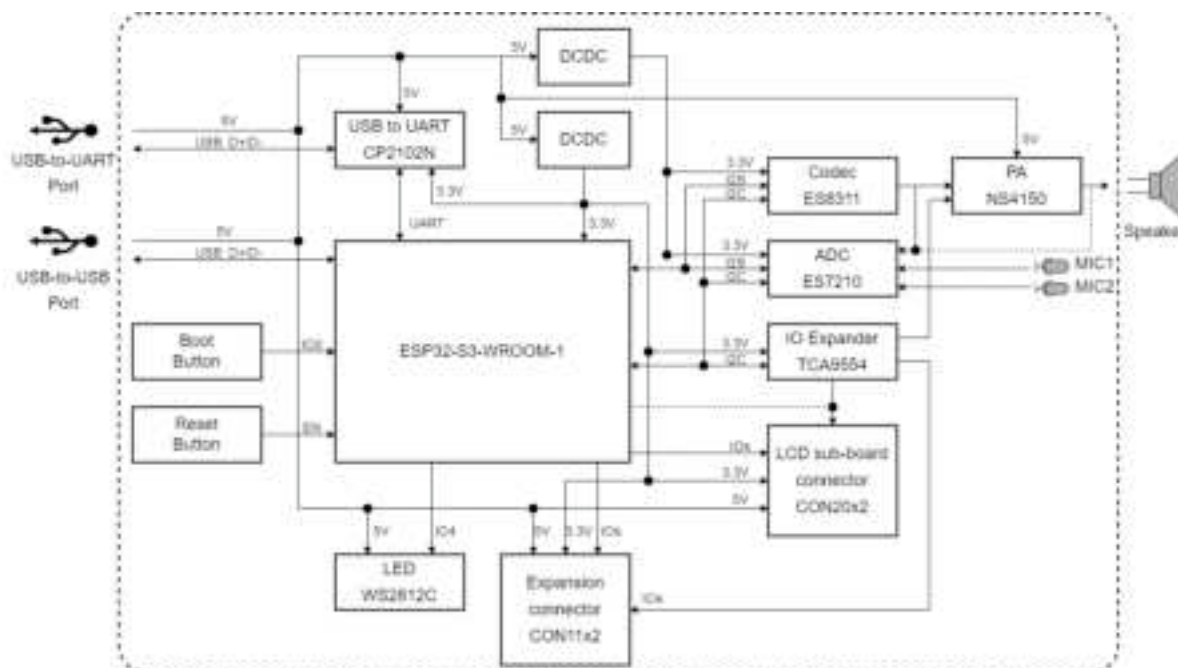 5V
DCDC
5V
USB to UART
CP2102N
5V
DCDC
5V
USB-to-UART
Port
5V
USB_D+/D-
3.3V
UART
3.3V
3.3V
I2S
I2C
Codec
ES8311
5V
PA
NS4150
Speaker
USB-to-USB
Port
5V
USB_D+/D-
3.3V
I2S
I2C
ADC
ES7210
MIC1
MIC2
Boot
Button
IO0
ESP32-S3-WROOM-1
3.3V
I2C
IO Expander
TCA9554
Reset
Button
EN
IOs
3.3V
5V
LCD sub-board
connector
CON20x2
5V
IO4
LED
WS2812C
5V
3.3V
IOs
Expansion
connector
CON11x2
IOs